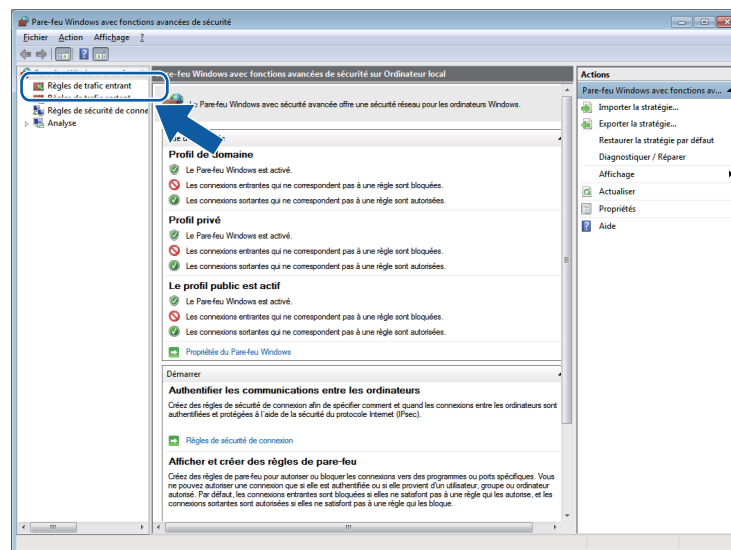 Pare-feu Windows avec fonctions avancées de sécurité
Fichier Action Affichage ?
Règles de trafic entrant
Règles de trafic sortant
Règles de sécurité de conne
Analyse
e-feu Windows avec fonctions avancées de sécurité sur Ordinateur local
Le Pare-feu Windows avec sécurité avancée offre une sécurité réseau pour les ordinateurs Windows.
Profil de domaine
Le Pare-feu Windows est activé.
Les connexions entrantes qui ne correspondent pas à une règle sont bloquées.
Les connexions sortantes qui ne correspondent pas à une règle sont autorisées.
Profil privé
Le Pare-feu Windows est activé.
Les connexions entrantes qui ne correspondent pas à une règle sont bloquées.
Les connexions sortantes qui ne correspondent pas à une règle sont autorisées.
Le profil public est actif
Le Pare-feu Windows est activé.
Les connexions entrantes qui ne correspondent pas à une règle sont bloquées.
Les connexions sortantes qui ne correspondent pas à une règle sont autorisées.
Propriétés du Pare-feu Windows
Démarrer
Authentifier les communications entre les ordinateurs
Créez des règles de sécurité de connexion afin de spécifier comment et quand les connexions entre les ordinateurs sont
authentifiées et protégées à l'aide de la sécurité du protocole Internet (IPsec).
Règles de sécurité de connexion
Afficher et créer des règles de pare-feu
Créez des règles de pare-feu pour autoriser ou bloquer les connexions vers des programmes ou ports spécifiques. Vous
ne pouvez autoriser une connexion que si elle est authentifiée ou si elle provient d'un utilisateur, groupe ou ordinateur
autorisé. Par défaut, les connexions entrantes sont bloquées si elles ne satisfont pas à une règle qui les autorise, et les
connexions sortantes sont autorisées si elles ne satisfont pas à une règle qui les bloque.
Actions
Pare-feu Windows avec fonctions av...
Importer la stratégie...
Exporter la stratégie...
Restaurer la stratégie par défaut
Diagnostiquer / Réparer
Affichage
Actualiser
Propriétés
Aide